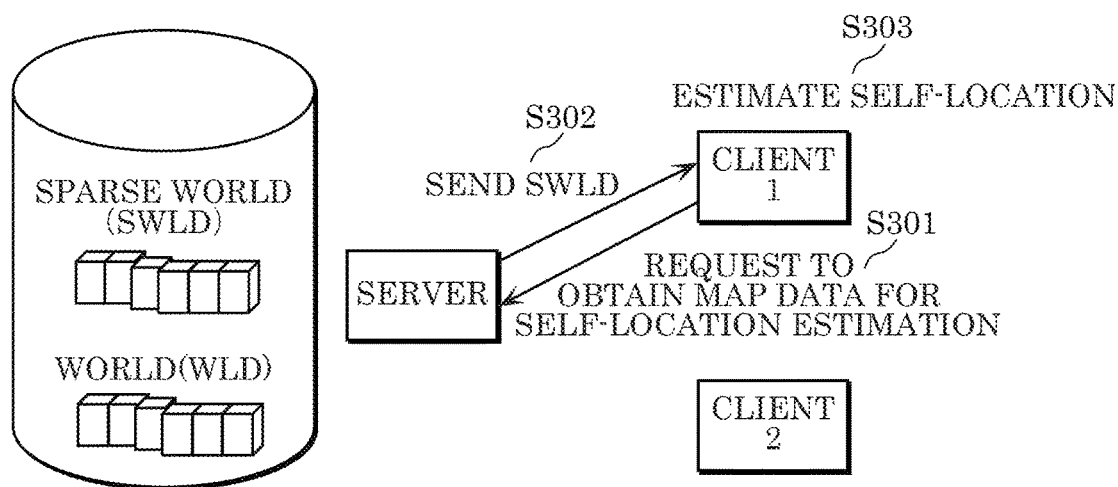 S303
ESTIMATE SELF-LOCATION
S302
SEND SWLD
CLIENT
1
SPARSE WORLD
(SWLD)
S301
REQUEST TO
OBTAIN MAP DATA FOR
SELF-LOCATION ESTIMATION
SERVER
WORLD(WLD)
CLIENT
2